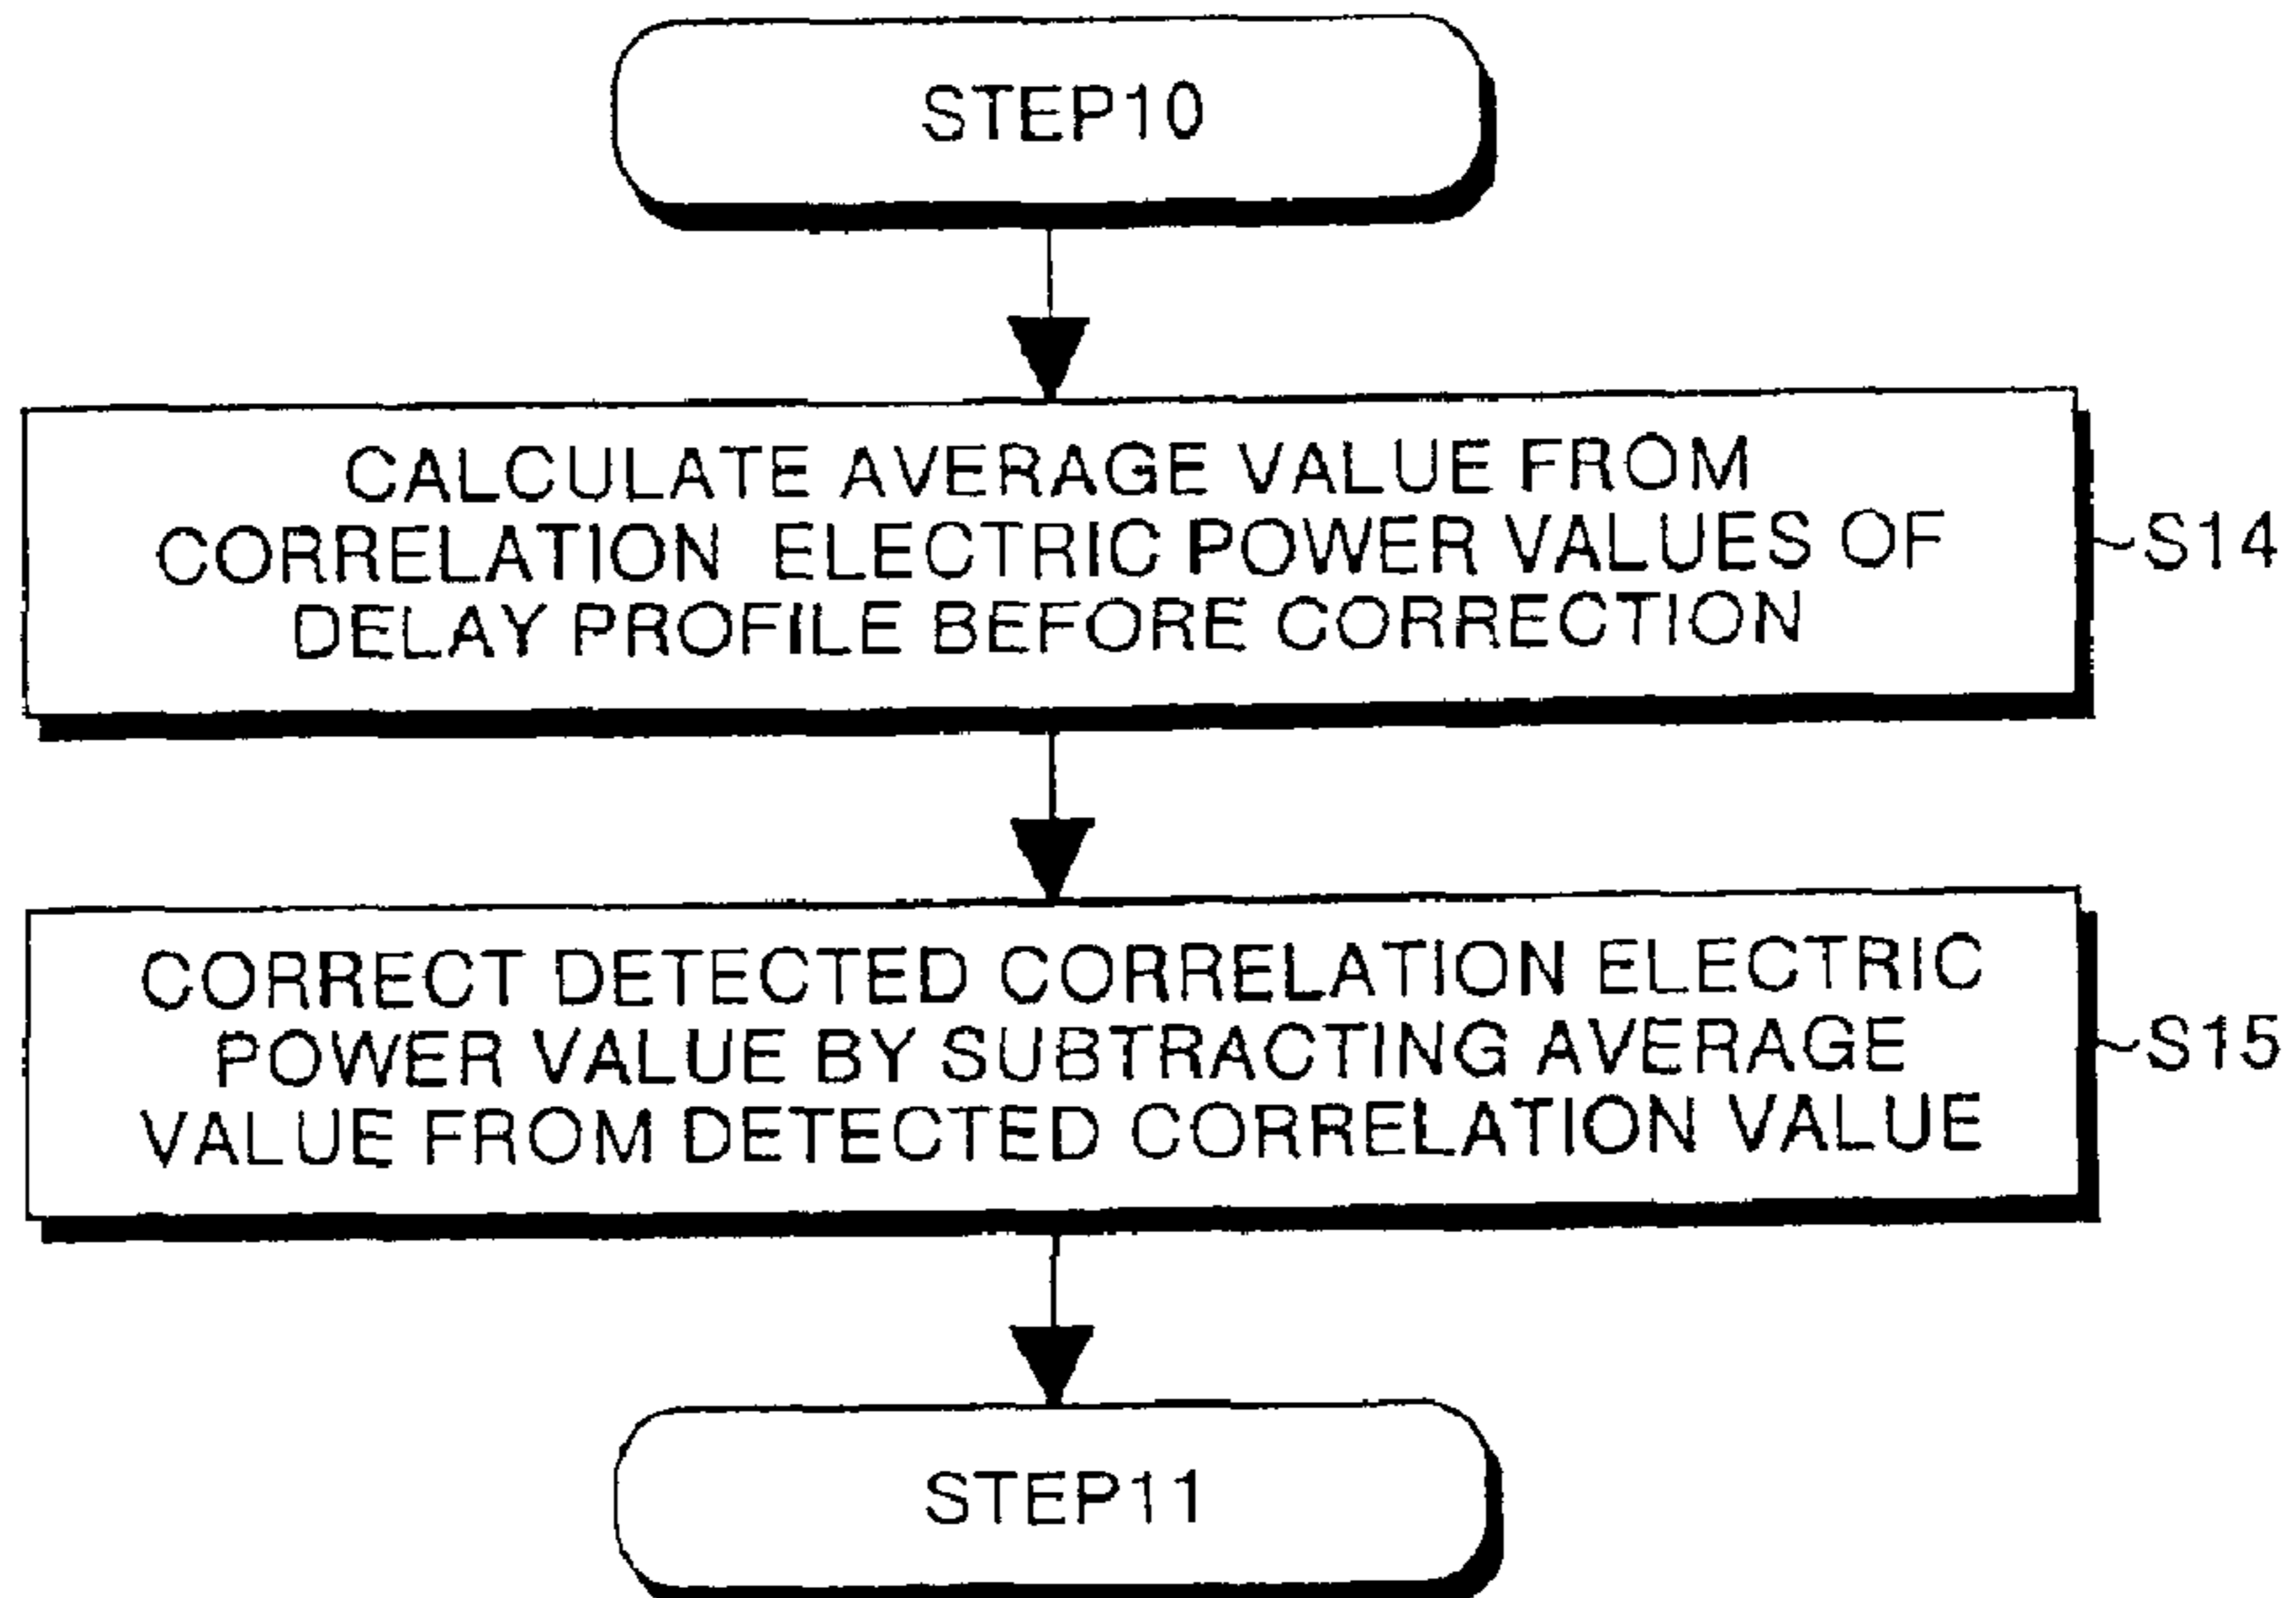 STEP10
CALCULATE AVERAGE VALUE FROM
CORRELATION ELECTRIC POWER VALUES OF
DELAY PROFILE BEFORE CORRECTION
S14
CORRECT DETECTED CORRELATION ELECTRIC
POWER VALUE BY SUBTRACTING AVERAGE
VALUE FROM DETECTED CORRELATION VALUE
S15
STEP11